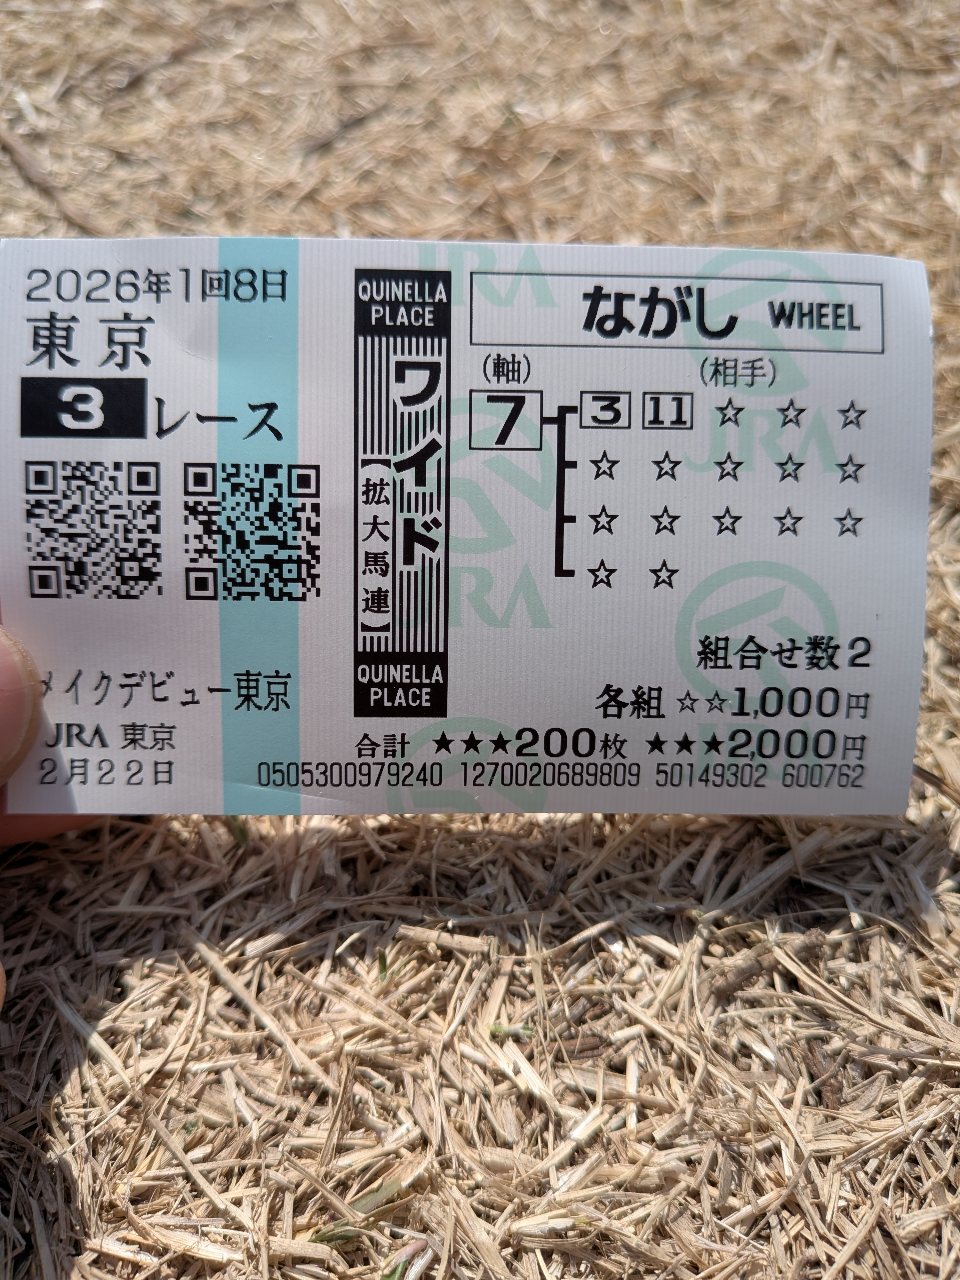 2026年1回8日
東京
3レース
メイクデビュー東京
JRA 東京
2月22日
QUINELLA PLACE
ワイド
【拡大馬連】
QUINELLA PLACE
ながし WHEEL
(軸) (相手)
7 3 11 ☆ ☆ ☆
☆ ☆ ☆ ☆ ☆
☆ ☆ ☆ ☆ ☆
☆ ☆
組合せ数2
各組 ☆☆1,000円
合計 ★★★200枚 ★★★2,000円
0505300979240 1270020689809 50149302 600762
JRA
JRA
JRA